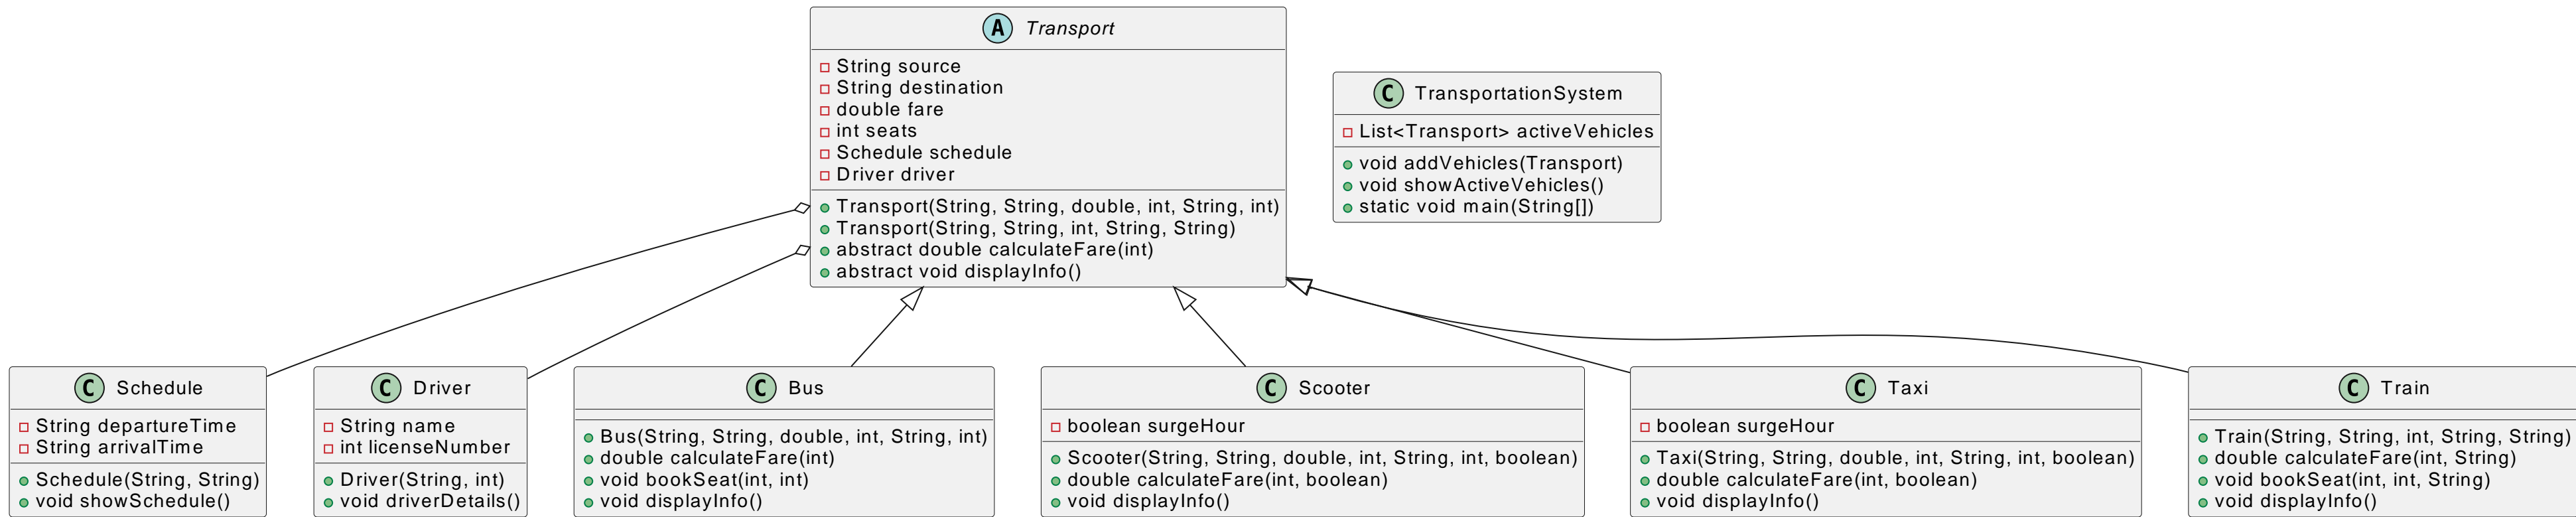 A Transport
String source
String destination
double fare
int seats
Schedule schedule
Driver driver
Transport(String, String, double, int, String, int)
Transport(String, String, int, String, String)
abstract double calculateFare(int)
abstract void displayInfo()
C TransportationSystem
List<Transport> activeVehicles
void addVehicles(Transport)
void showActiveVehicles()
static void main(String[])
C Schedule
String departureTime
String arrivalTime
Schedule(String, String)
void showSchedule()
C Driver
String name
int licenseNumber
Driver(String, int)
void driverDetails()
C Bus
Bus(String, String, double, int, String, int)
double calculateFare(int)
void bookSeat(int, int)
void displayInfo()
C Scooter
boolean surgeHour
Scooter(String, String, double, int, String, int, boolean)
double calculateFare(int, boolean)
void displayInfo()
C Taxi
boolean surgeHour
Taxi(String, String, double, int, String, int, boolean)
double calculateFare(int, boolean)
void displayInfo()
C Train
Train(String, String, int, String, String)
double calculateFare(int, String)
void bookSeat(int, int, String)
void displayInfo()